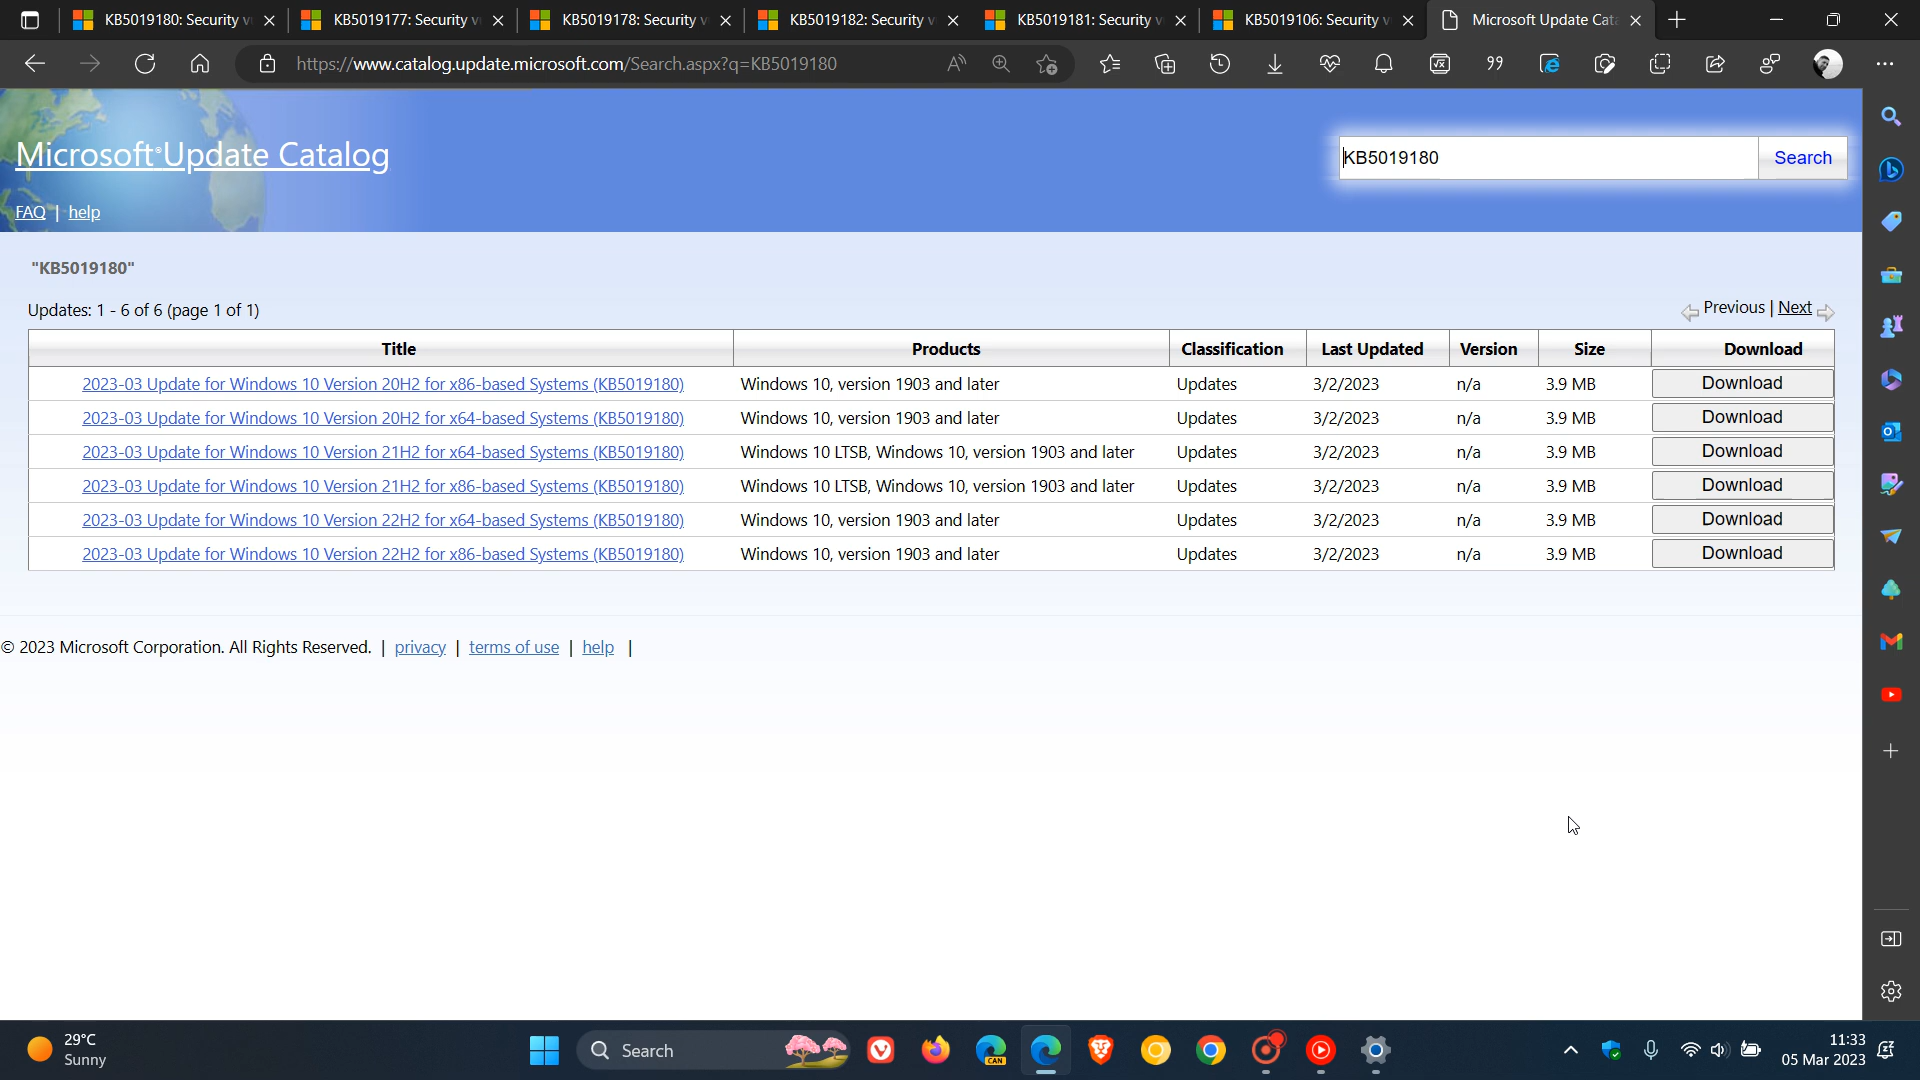 KB5019180: Security v KB5019177: Security v KB5019178: Security v KB5019182: Security v KB5019181: Security v KB5019106: Security v Microsoft Update Cat
https://www.catalog.update.microsoft.com/Search.aspx?q=KB5019180
Microsoft®Update Catalog
KB5019180 Search
FAQ | help
"KB5019180"
Updates: 1 - 6 of 6 (page 1 of 1) Previous | Next
Title Products Classification Last Updated Version Size Download
2023-03 Update for Windows 10 Version 20H2 for x86-based Systems (KB5019180) Windows 10, version 1903 and later Updates 3/2/2023 n/a 3.9 MB Download
2023-03 Update for Windows 10 Version 20H2 for x64-based Systems (KB5019180) Windows 10, version 1903 and later Updates 3/2/2023 n/a 3.9 MB Download
2023-03 Update for Windows 10 Version 21H2 for x64-based Systems (KB5019180) Windows 10 LTSB, Windows 10, version 1903 and later Updates 3/2/2023 n/a 3.9 MB Download
2023-03 Update for Windows 10 Version 21H2 for x86-based Systems (KB5019180) Windows 10 LTSB, Windows 10, version 1903 and later Updates 3/2/2023 n/a 3.9 MB Download
2023-03 Update for Windows 10 Version 22H2 for x64-based Systems (KB5019180) Windows 10, version 1903 and later Updates 3/2/2023 n/a 3.9 MB Download
2023-03 Update for Windows 10 Version 22H2 for x86-based Systems (KB5019180) Windows 10, version 1903 and later Updates 3/2/2023 n/a 3.9 MB Download
© 2023 Microsoft Corporation. All Rights Reserved. | privacy | terms of use | help |
29°C
Sunny
Search
CAN
11:33
05 Mar 2023